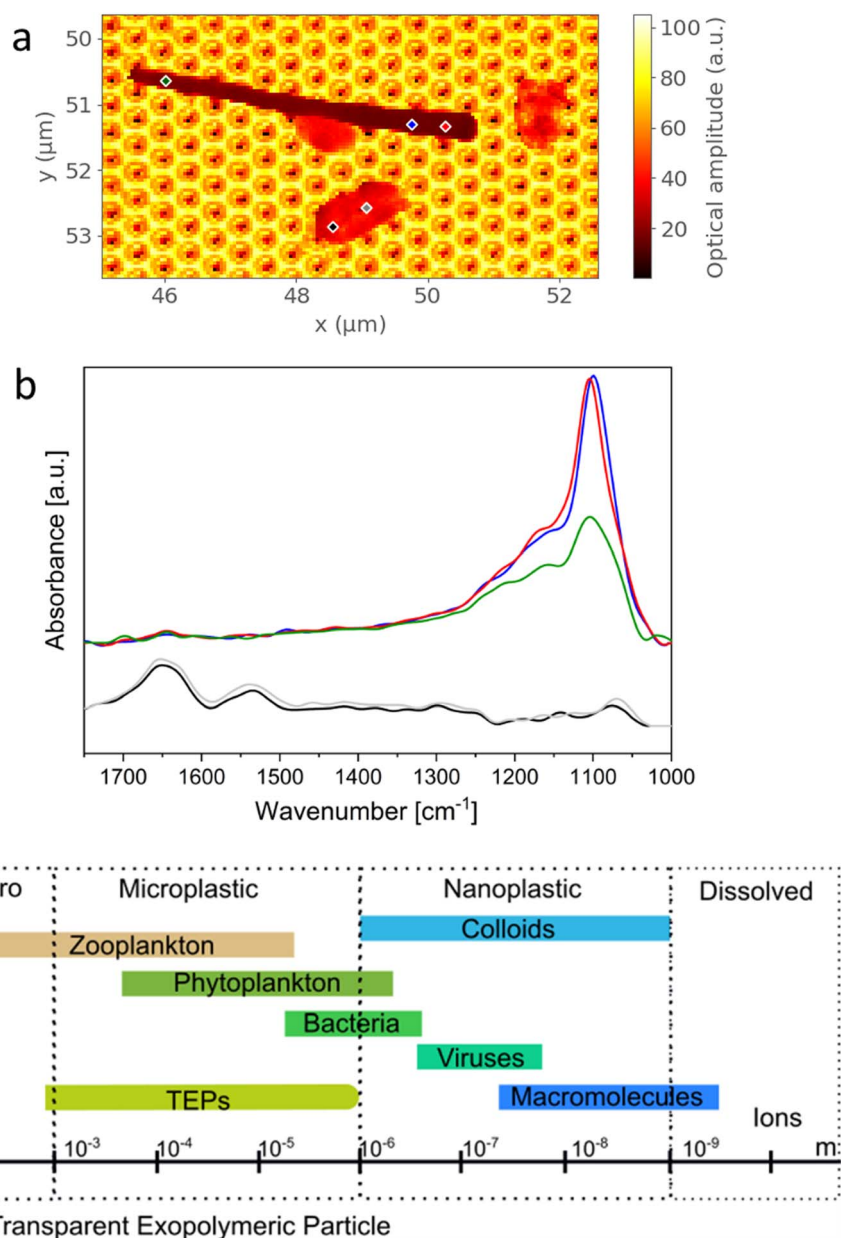 a
50
51
52
53
y (µm)
46 48 50 52
x (µm)
100
80
60
40
20
Optical amplitude (a.u.)
b
Absorbance [a.u.]
1700 1600 1500 1400 1300 1200 1100 1000
Wavenumber [cm⁻¹]
ro Microplastic Nanoplastic Dissolved
Colloids
Zooplankton
Phytoplankton
Bacteria
Viruses
TEPs Macromolecules
Ions
10⁻³ 10⁻⁴ 10⁻⁵ 10⁻⁶ 10⁻⁷ 10⁻⁸ 10⁻⁹ m
Transparent Exopolymeric Particle